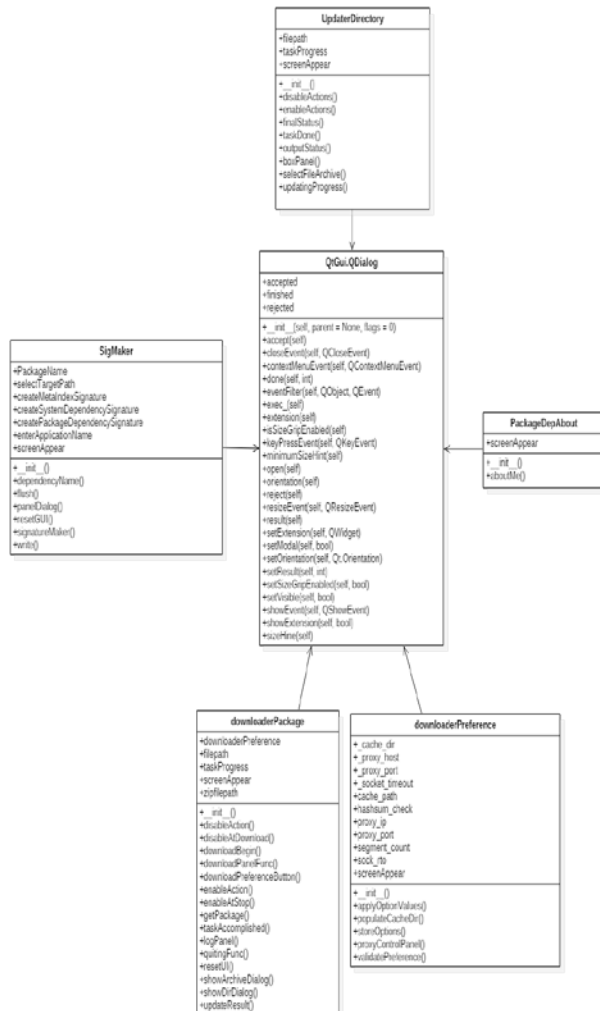 UpdaterDirectory
+filepath
+taskProgress
+screenAppear
+__init__()
+disableActions()
+enableActions()
+finalStatus()
+taskDone()
+outputStatus()
+boxPanel()
+selectFileArchive()
+updatingProgress()
QtGui.QDialog
+accepted
+finished
+rejected
+__init__(self, parent = None, flags = 0)
+accept(self)
+closeEvent(self, QCloseEvent)
+contextMenuEvent(self, QContextMenuEvent)
+done(self, int)
+eventFilter(self, QObject, QEvent)
+exec_(self)
+extension(self)
+isSizeGripEnabled(self)
+keyPressEvent(self, QKeyEvent)
+minimumSizeHint(self)
+open(self)
+orientation(self)
+reject(self)
+resizeEvent(self, QResizeEvent)
+result(self)
+setExtension(self, QWidget)
+setModal(self, bool)
+setOrientation(self, Qt.Orientation)
+setResult(self, int)
+setSizeGripEnabled(self, bool)
+setVisible(self, bool)
+showEvent(self, QShowEvent)
+showExtension(self, bool)
+sizeHine(self)
SigMaker
+PackageName
+selectTargetPath
+createMetaIndexSignature
+createSystemDependencySignature
+createPackageDependencySignature
+enterApplicationName
+screenAppear
+__init__()
+dependencyName()
+flush()
+panelDialog()
+resetGUI()
+signatureMaker()
+write()
PackageDepAbout
+screenAppear
+__init__()
+aboutMe()
downloaderPackage
+downloaderPreference
+filepath
+taskProgress
+screenAppear
+zipfilepath
+__init__()
+disableAction()
+disableAtDownload()
+downloadBegin()
+downloadPanelFunc()
+downloadPreferenceButton()
+enableAction()
+enableAtStop()
+getPackage()
+taskAccomplished()
+logPanel()
+quitingFunc()
+resetUI()
+showArchiveDialog()
+showDirDialog()
+updateResult()
downloaderPreference
+_cache_dir
+_proxy_host
+_proxy_port
+_socket_timeout
+cache_path
+hashsum_check
+proxy_ip
+proxy_port
+segment_count
+sock_rto
+screenAppear
+__init__()
+applyOptionValues()
+populateCacheDir()
+storeOptions()
+proxyControlPanel()
+validatePreference()